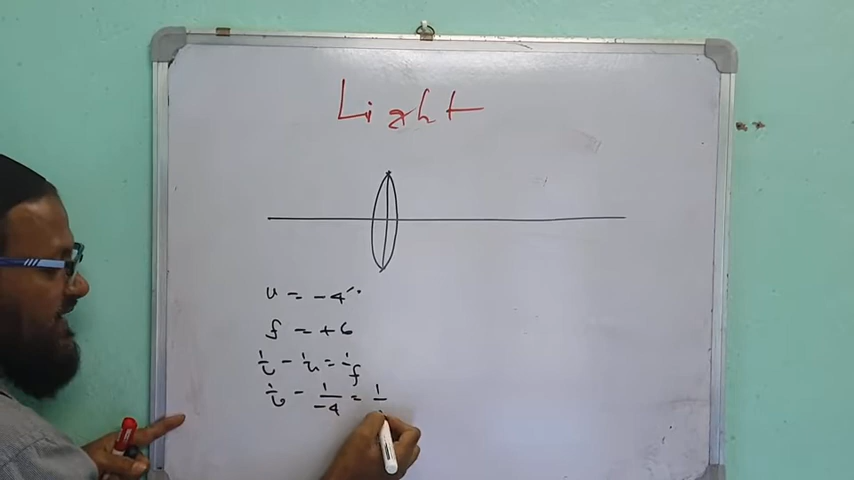 Light
u = -4
f = +6
1/v - 1/u = 1/f
1/v - 1/-4 = 1/